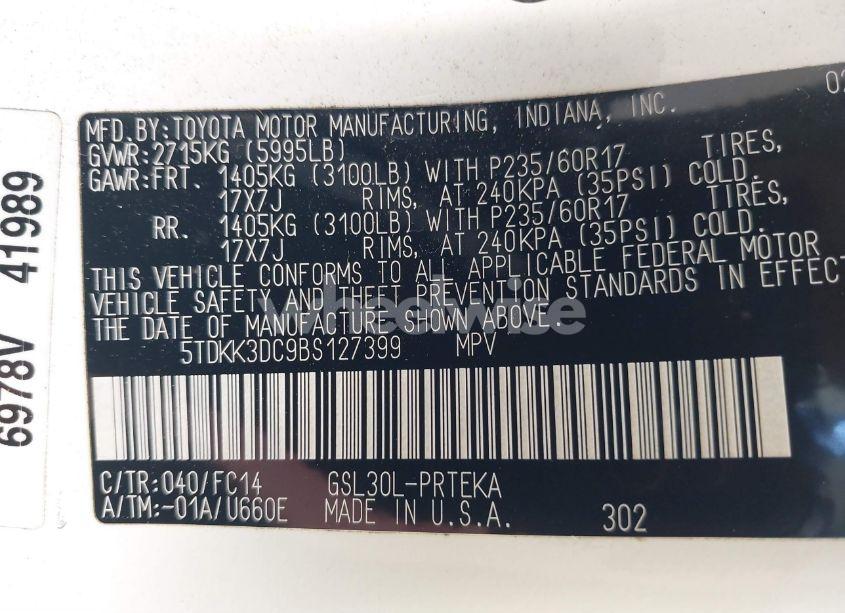 02
MFD. BY: TOYOTA MOTOR MANUFACTURING, INDIANA, INC.
GVWR: 2715KG (5995LB)
GAWR: FRT. 1405KG (3100LB) WITH P235/60R17 TIRES,
17X7J RIMS, AT 240KPA (35PSI) COLD.
RR. 1405KG (3100LB) WITH P235/60R17 TIRES,
17X7J RIMS, AT 240KPA (35PSI) COLD.
THIS VEHICLE CONFORMS TO ALL APPLICABLE FEDERAL MOTOR
VEHICLE SAFETY AND THEFT PREVENTION STANDARDS IN EFFECT
THE DATE OF MANUFACTURE SHOWN ABOVE.
5TDKK3DC9BS127399 MPV
C/TR: 040/FC14 GSL30L-PRTEKA
A/TM: -01A/U660E MADE IN U.S.A. 302
6978V 41989
wheelwise